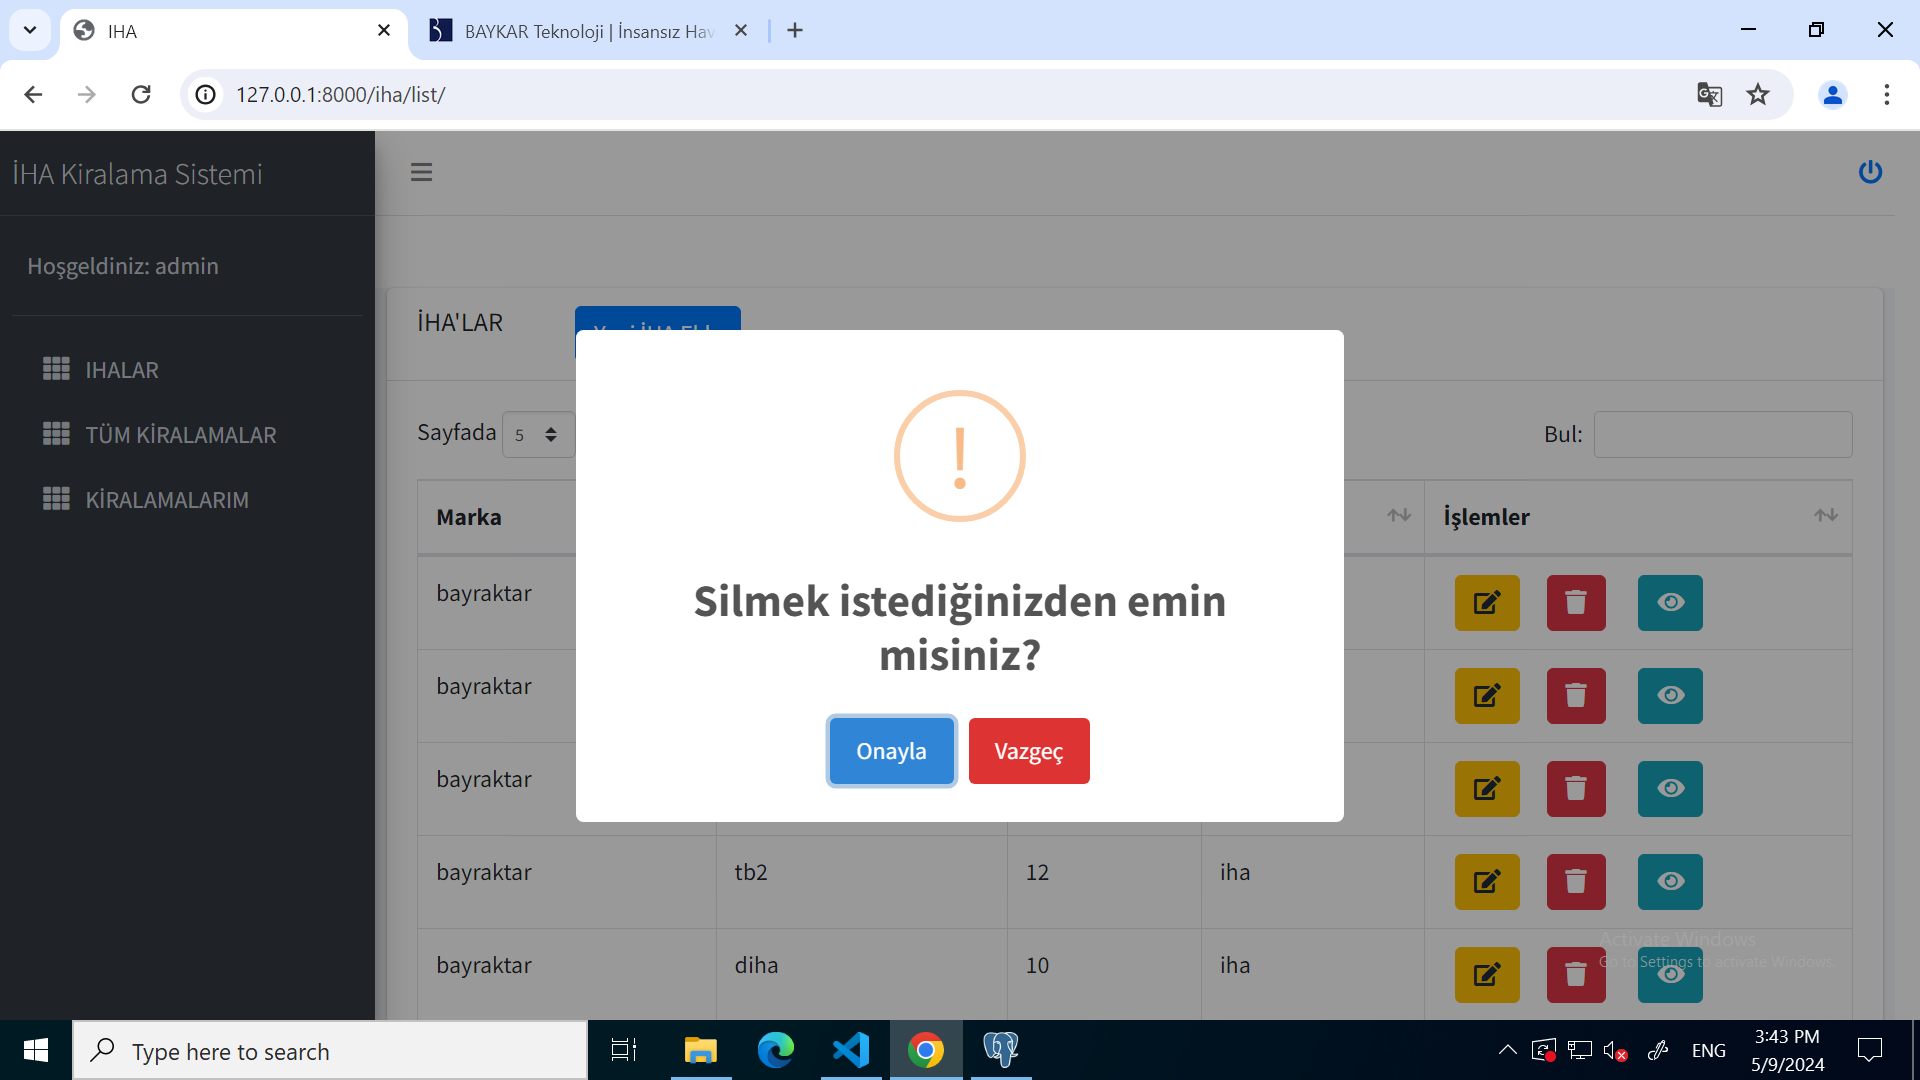 IHA
BAYKAR Teknoloji | İnsansız Hav
127.0.0.1:8000/iha/list/
İHA Kiralama Sistemi
Hoşgeldiniz: admin
IHALAR
TÜM KİRALAMALAR
KİRALAMALARIM
İHA'LAR
Sayfada 5
Bul:
Marka
İşlemler
bayraktar
bayraktar
bayraktar
Silmek istediğinizden emin
misiniz?
Onayla Vazgeç
bayraktar tb2 12 iha
bayraktar diha 10 iha
Activate Windows
Go to Settings to activate Windows.
Type here to search
ENG
3:43 PM
5/9/2024